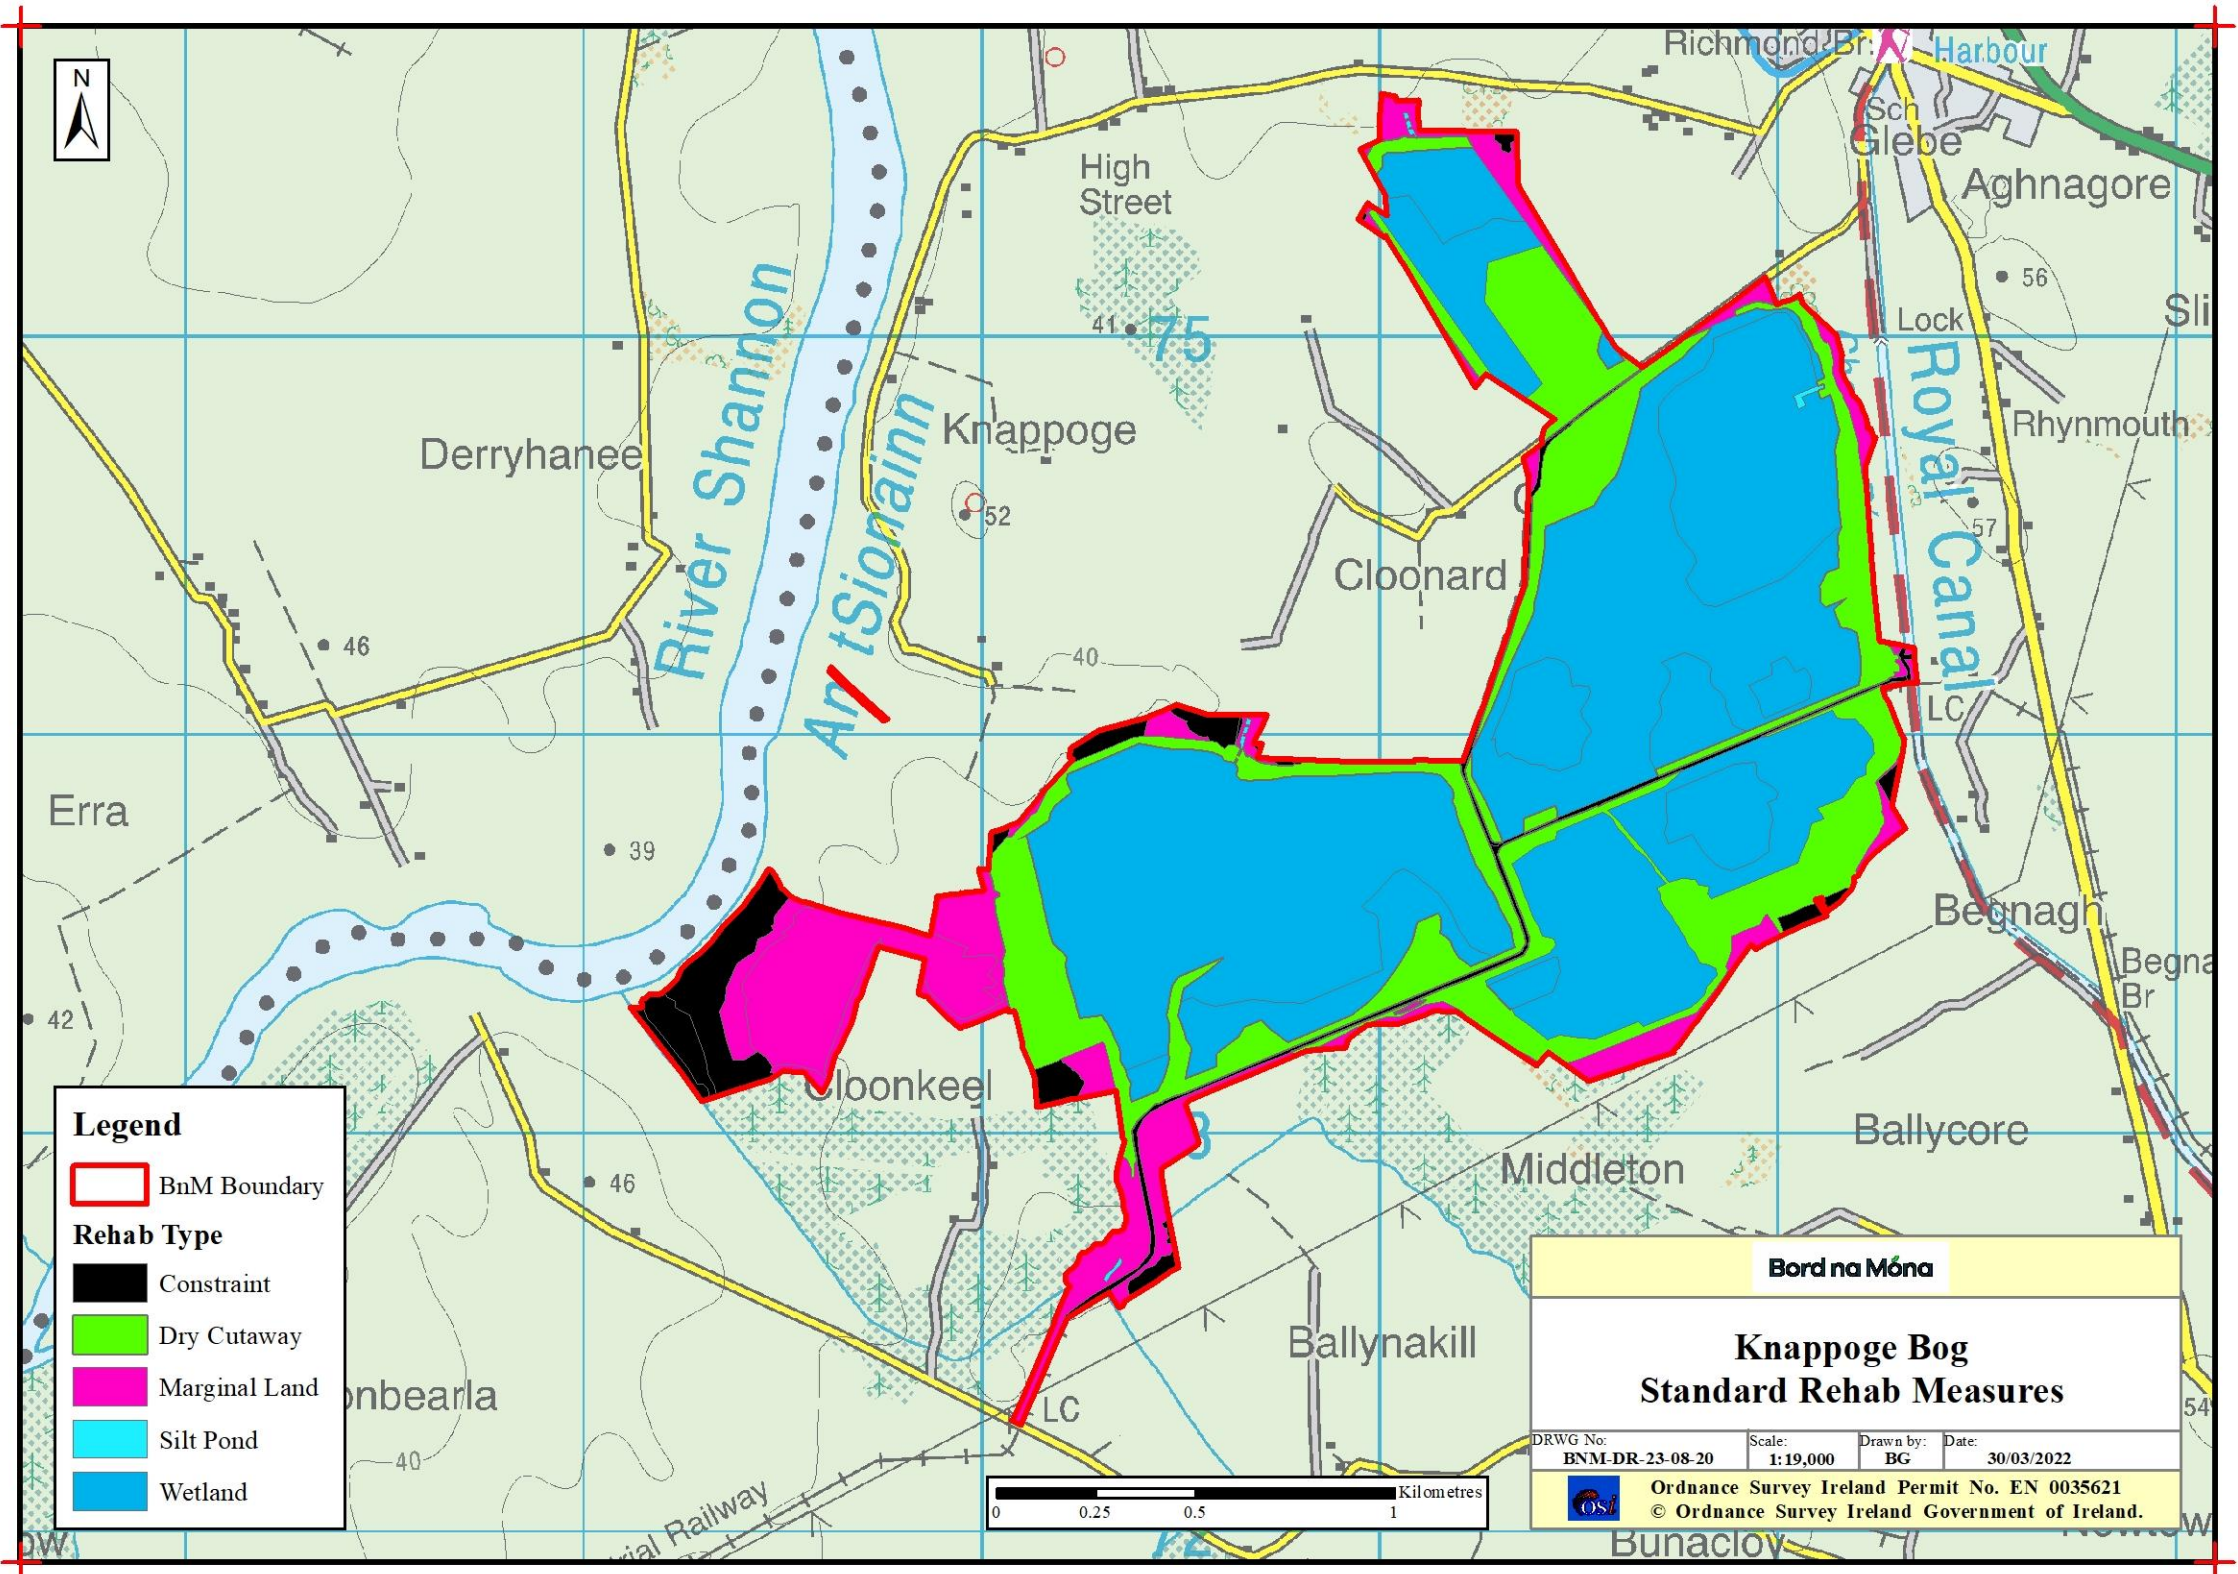 N
Richmond Br.
Harbour
Sch
Glebe
Aghnagore
High
Street
56
Lock
Sli
41
75
River Shannon
An tSionainn
Knappoge
Royal Canal
Rhynmouth
Derryhanee
52
57
Cloonard
46
40
LC
Erra
39
Begnagh
Begna
Br
42
Cloonkeel
Ballycore
46
Middleton
Ballynakill
onbearla
LC
54
40
rial Railway
72
Bunacloy
Newtow
ow
Legend
BnM Boundary
Rehab Type
Constraint
Dry Cutaway
Marginal Land
Silt Pond
Wetland
Kilometres
0 0.25 0.5 1
Bord na Móna
Knappoge Bog
Standard Rehab Measures
DRWG No: Scale: Drawn by: Date:
BNM-DR-23-08-20 1:19,000 BG 30/03/2022
OSi
Ordnance Survey Ireland Permit No. EN 0035621
© Ordnance Survey Ireland Government of Ireland.